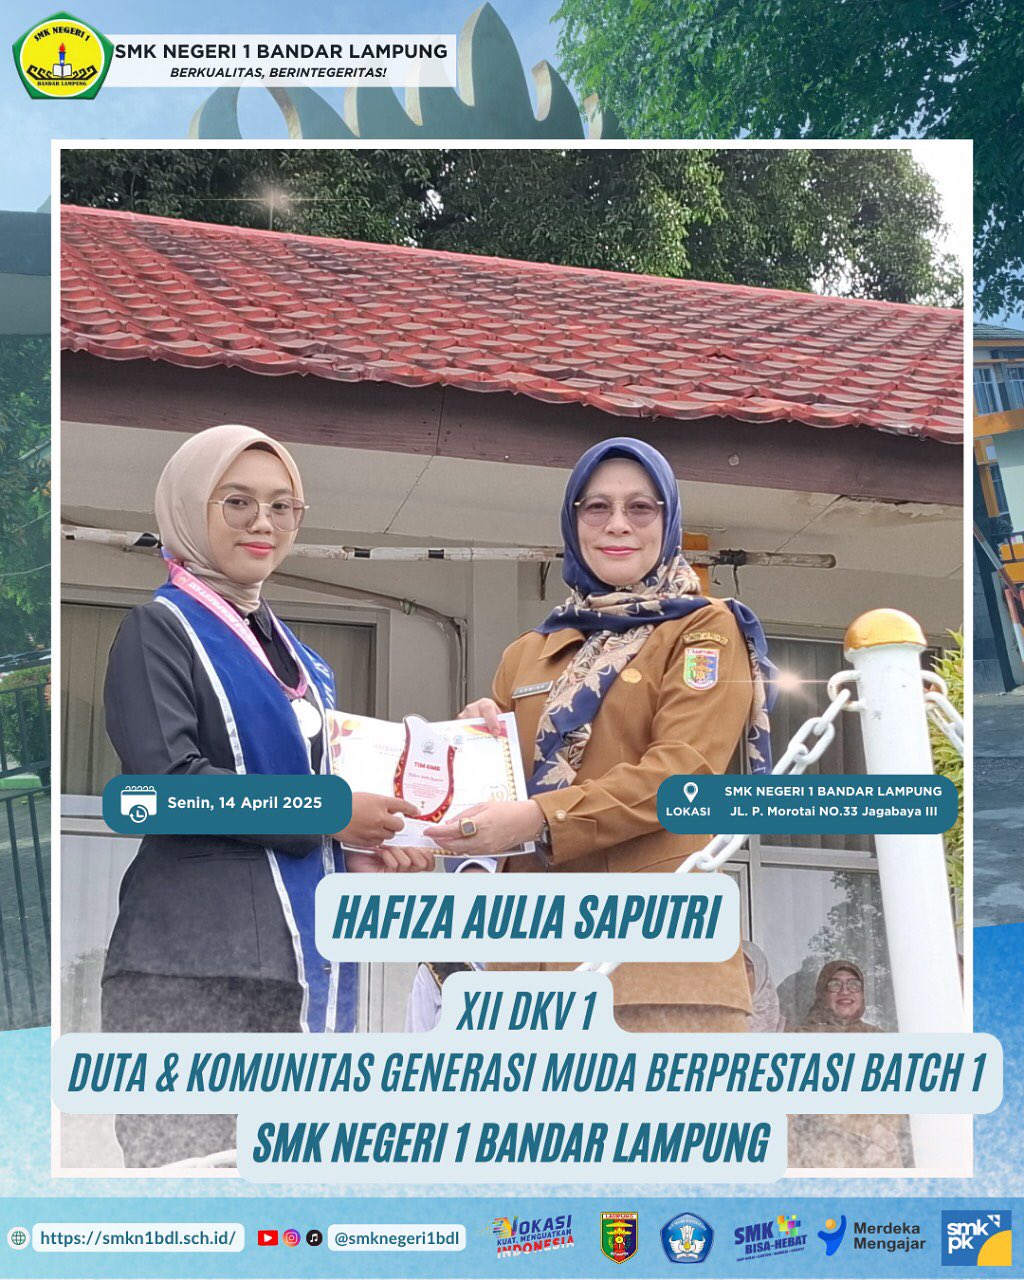 SMK NEGERI 1
BANDAR LAMPUNG
SMK NEGERI 1 BANDAR LAMPUNG
BERKUALITAS, BERINTEGERITAS!
LAMPUNG
TIM GMB
Senin, 14 April 2025
LOKASI
SMK NEGERI 1 BANDAR LAMPUNG
JL. P. Morotai NO.33 Jagabaya III
HAFIZA AULIA SAPUTRI
XII DKV 1
DUTA & KOMUNITAS GENERASI MUDA BERPRESTASI BATCH 1
SMK NEGERI 1 BANDAR LAMPUNG
https://smkn1bdl.sch.id/
@smknegeri1bdl
VOKASI
KUAT, MENGUATKAN
INDONESIA
LAMPUNG
SMK
BISA-HEBAT
Merdeka
Mengajar
smk
pk